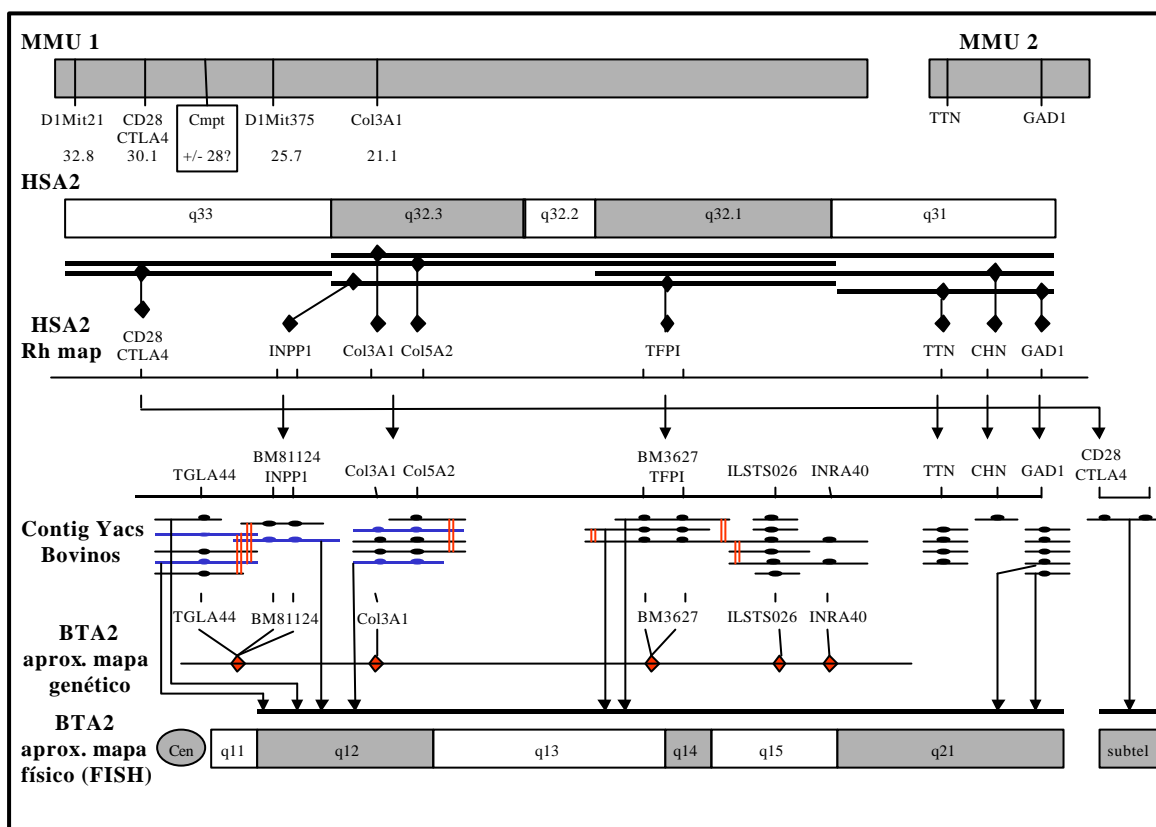 MMU 1
MMU 2
D1Mit21
CD28
CTLA4
Cmpt
D1Mit375
Col3A1
TTN
GAD1
32.8
30.1
+/- 28?
25.7
21.1
HSA2
q33
q32.3
q32.2
q32.1
q31
HSA2
Rh map
CD28
CTLA4
INPP1
Col3A1
Col5A2
TFPI
TTN
CHN
GAD1
TGLA44
BM81124
INPP1
Col3A1
Col5A2
BM3627
TFPI
ILSTS026
INRA40
TTN
CHN
GAD1
CD28
CTLA4
Contig Yacs
Bovinos
TGLA44
BM81124
Col3A1
BM3627
ILSTS026
INRA40
BTA2
aprox. mapa
genético
BTA2
aprox. mapa
físico (FISH)
Cen
q11
q12
q13
q14
q15
q21
subtel